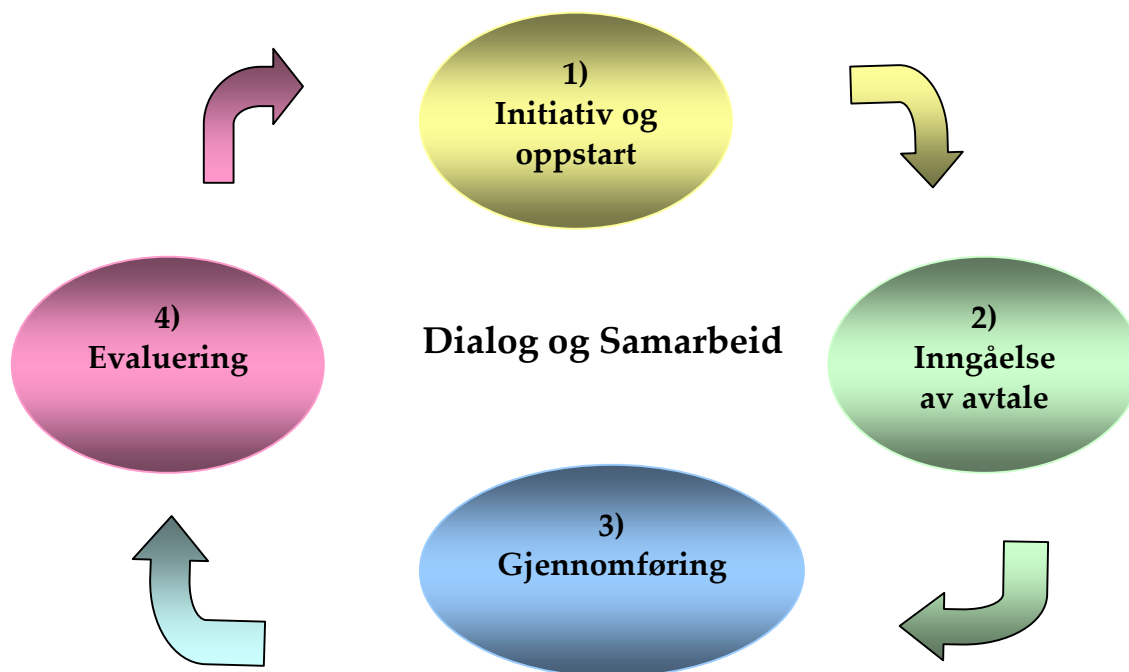 1)
Initiativ og
oppstart
4)
Evaluering
Dialog og Samarbeid
2)
Inngåelse
av avtale
3)
Gjennomføring